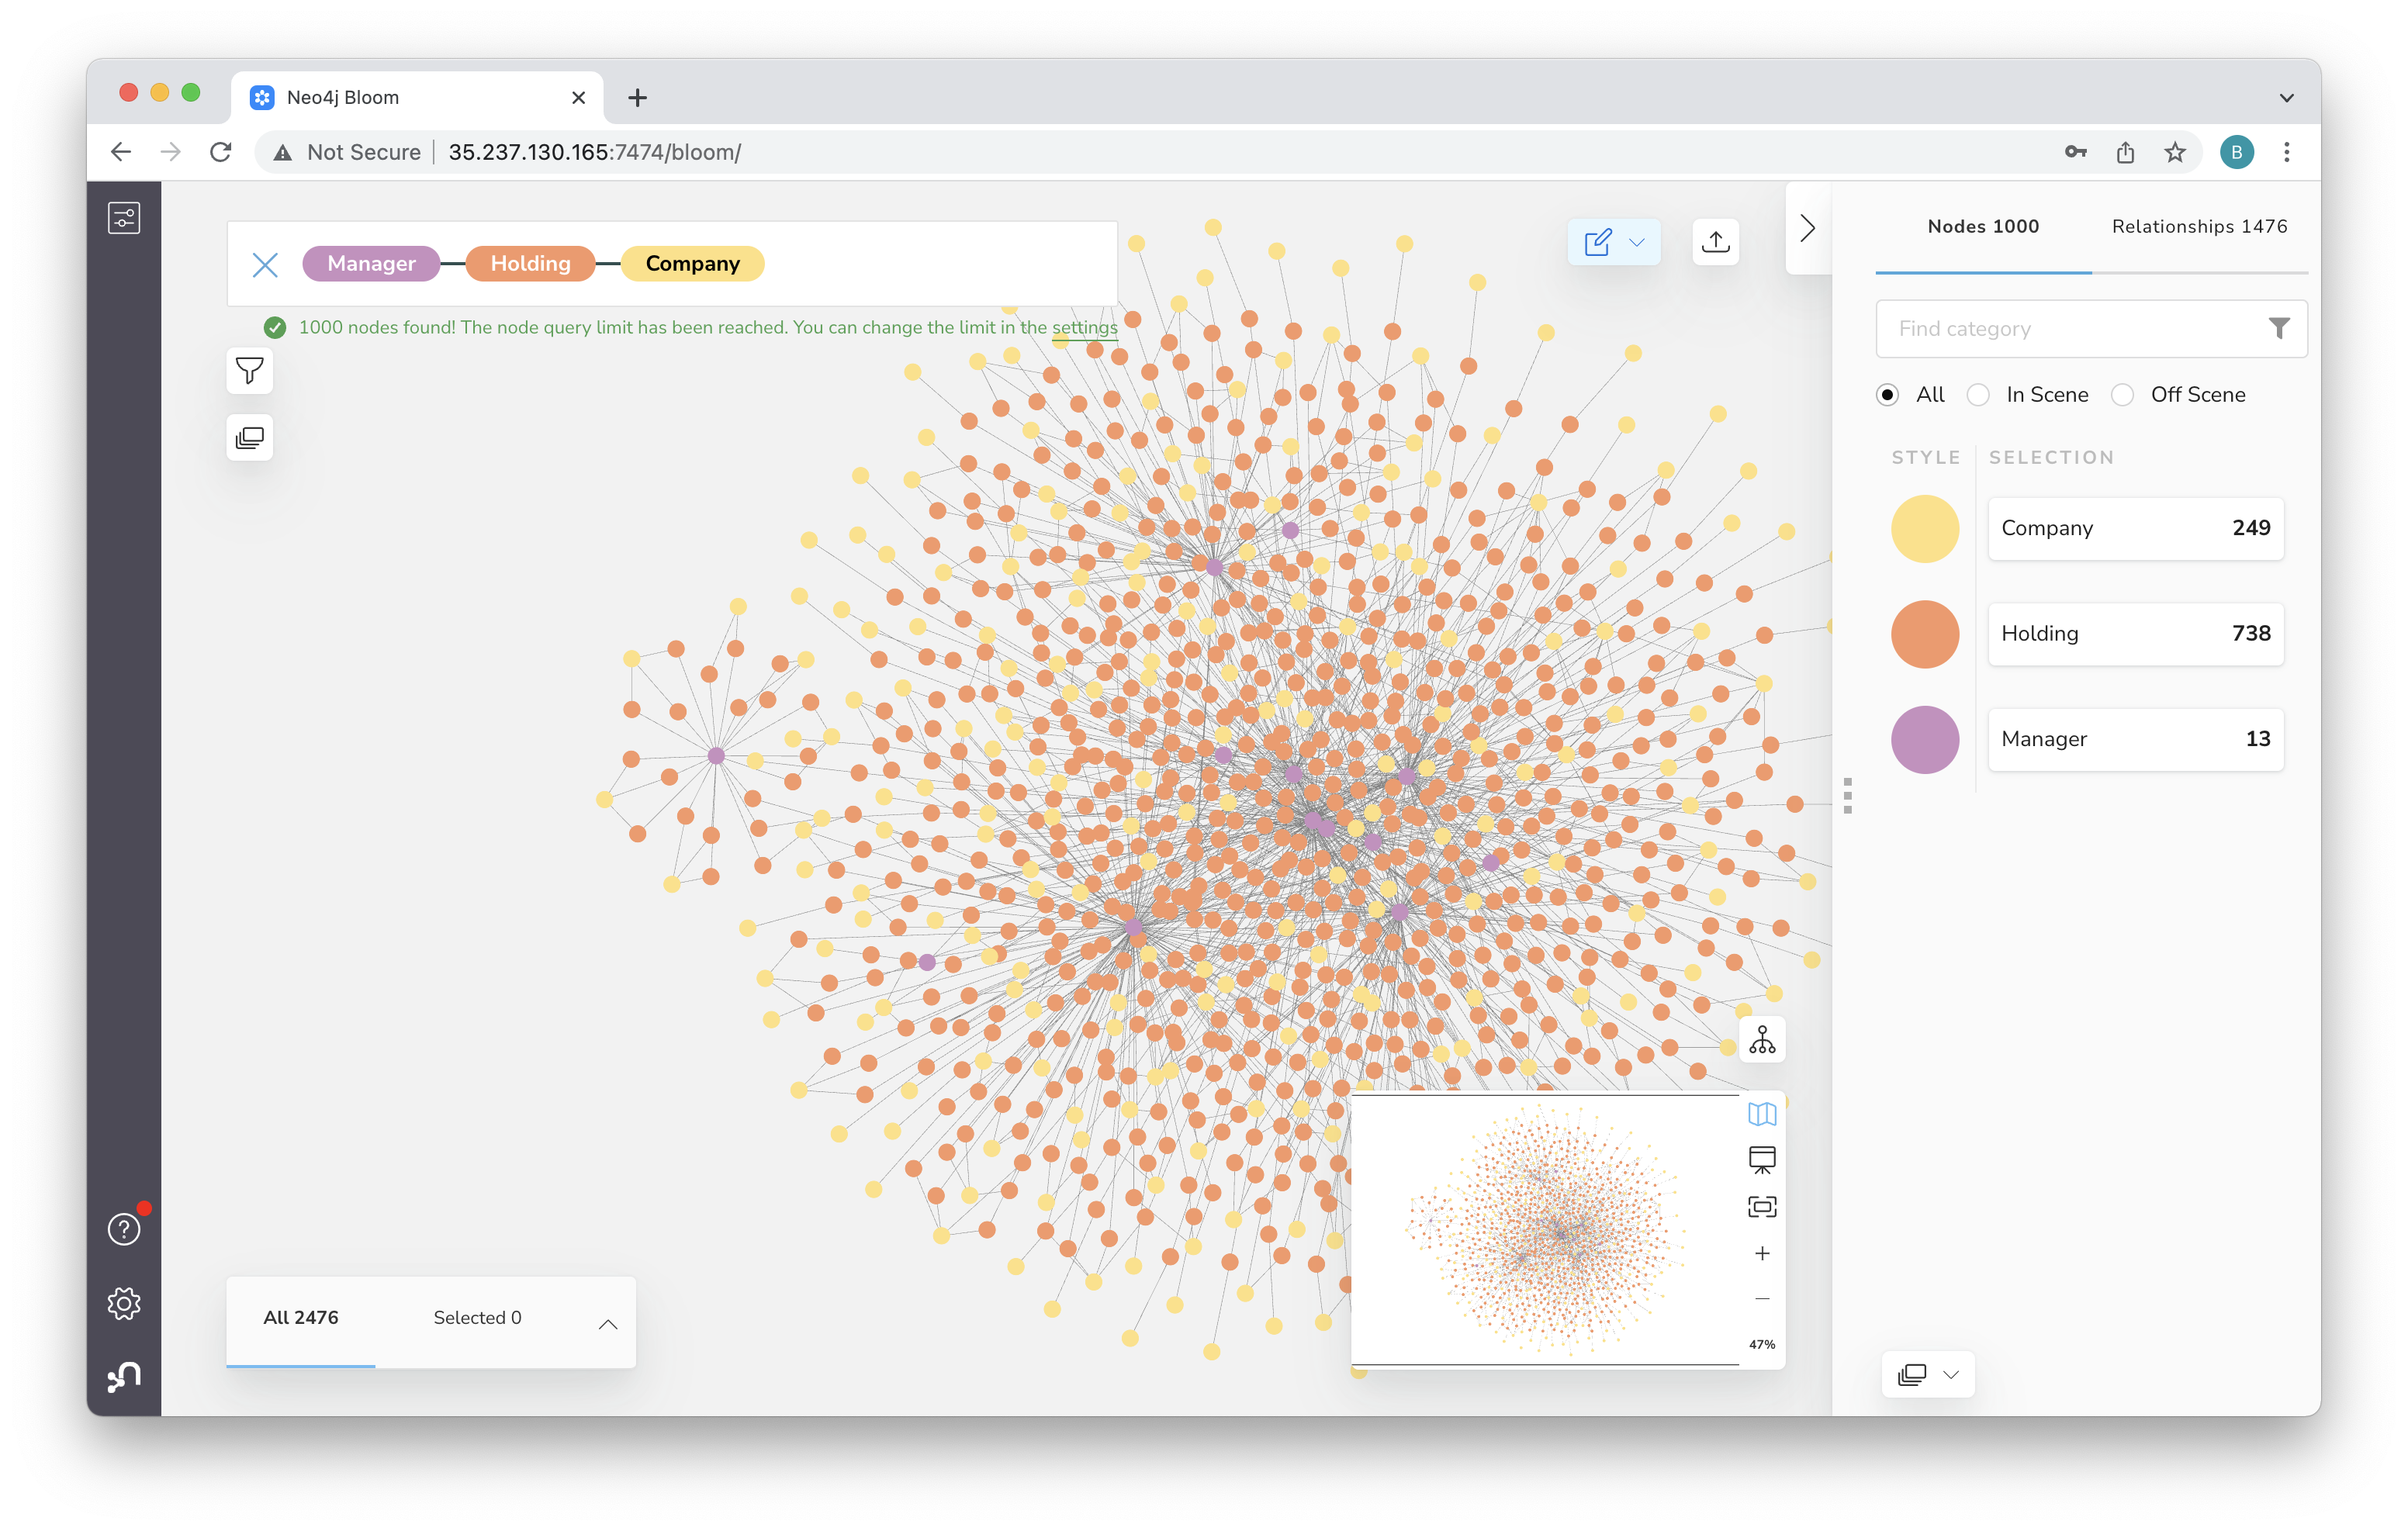 Neo4j Bloom
Not Secure
35.237.130.165:7474/bloom/
B
Manager
Holding
Company
1000 nodes found! The node query limit has been reached. You can change the limit in the settings
Nodes 1000
Relationships 1476
Find category
All
In Scene
Off Scene
STYLE
SELECTION
Company 249
Holding 738
Manager 13
?
All 2476
Selected 0
47%